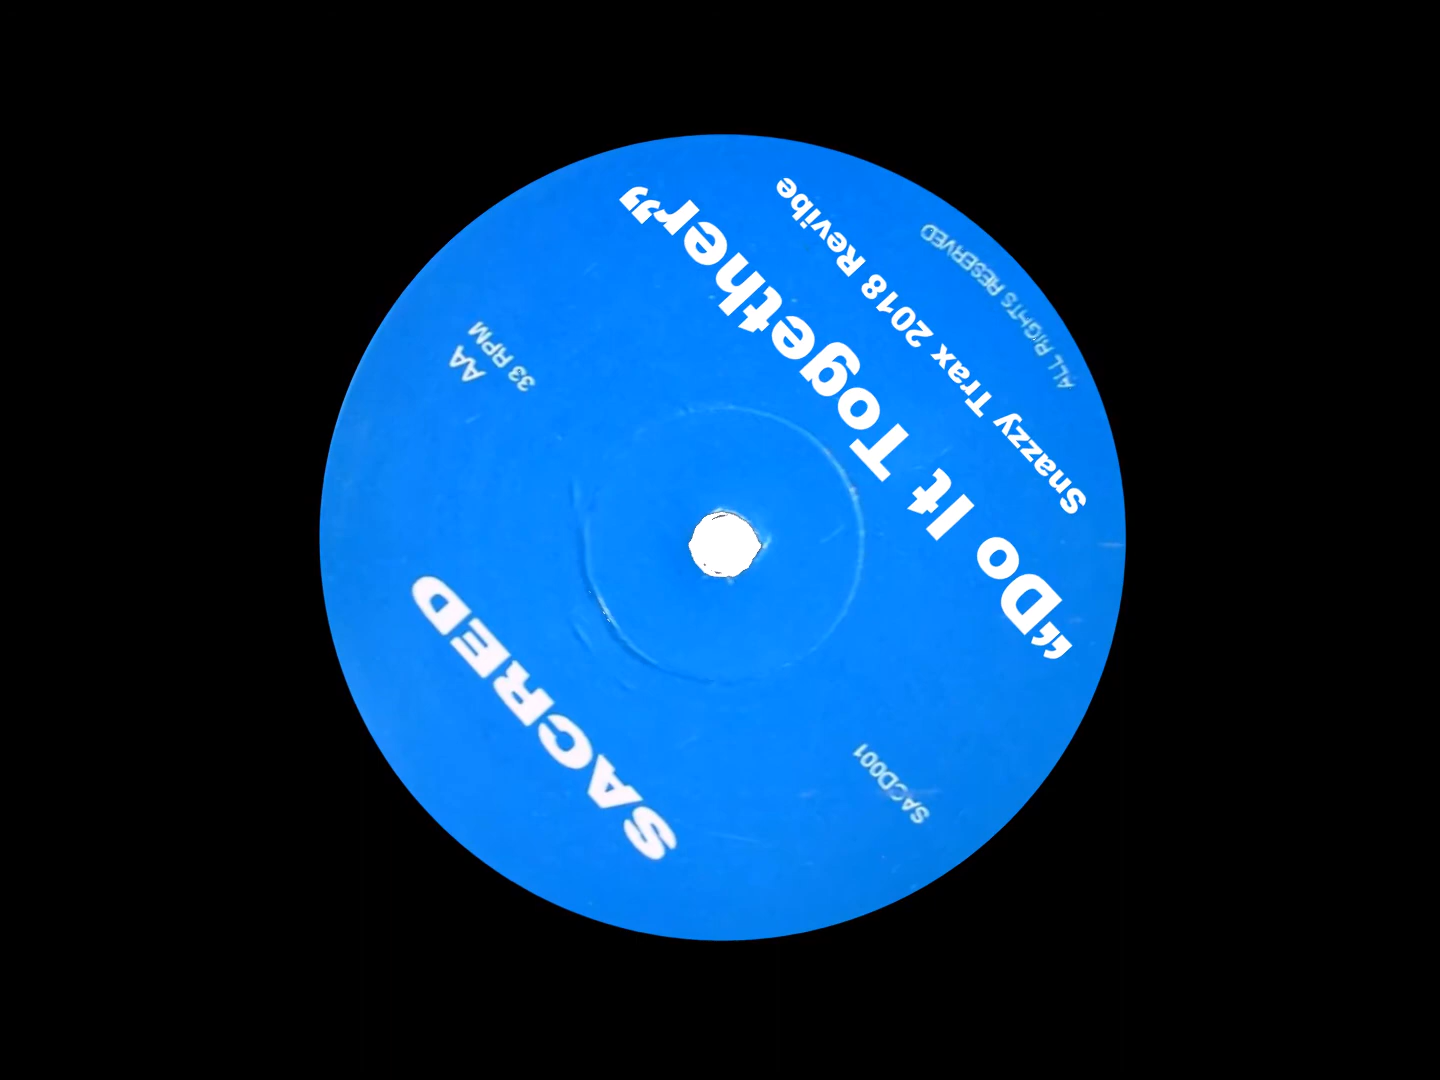 SACRED
SACD001
AA
33 RPM
“Do It Together”
Snazzy Trax 2018 Revibe
ALL RIGHTS RESERVED